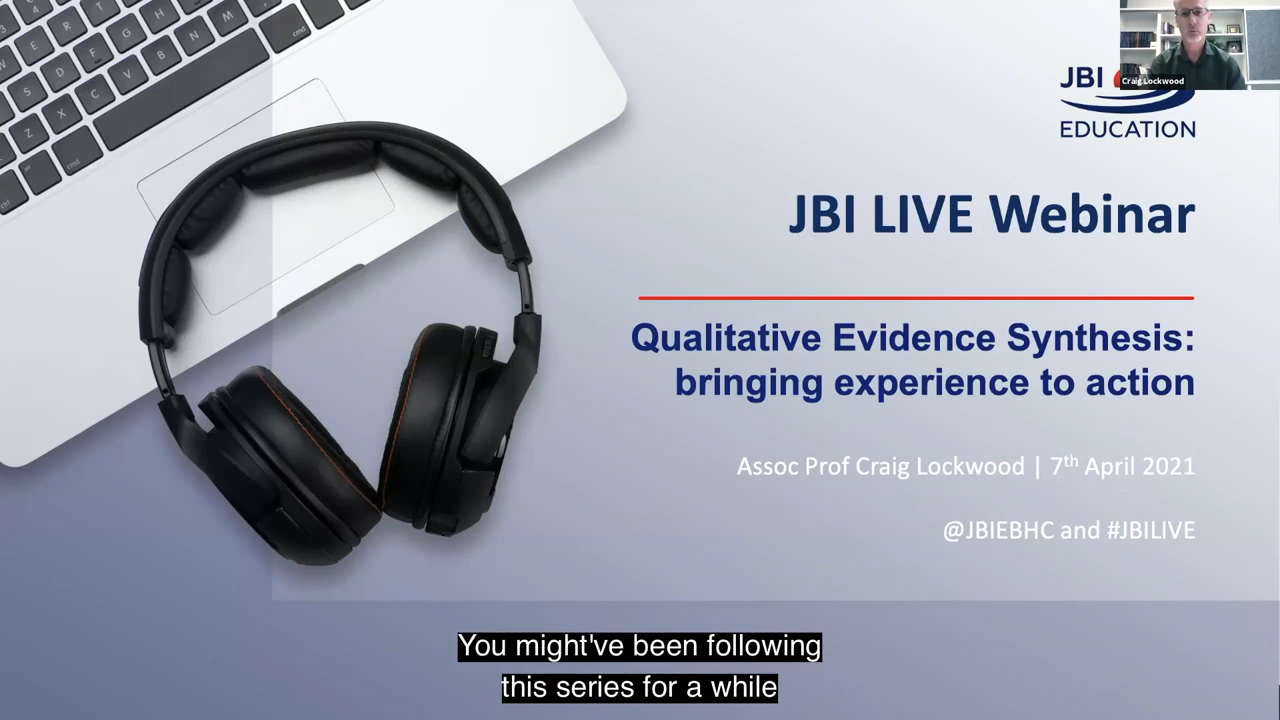 Craig Lockwood
JBI
EDUCATION
JBI LIVE Webinar
Qualitative Evidence Synthesis:
bringing experience to action
Assoc Prof Craig Lockwood | 7th April 2021
@JBIEBHC and #JBILIVE
You might've been following
this series for a while